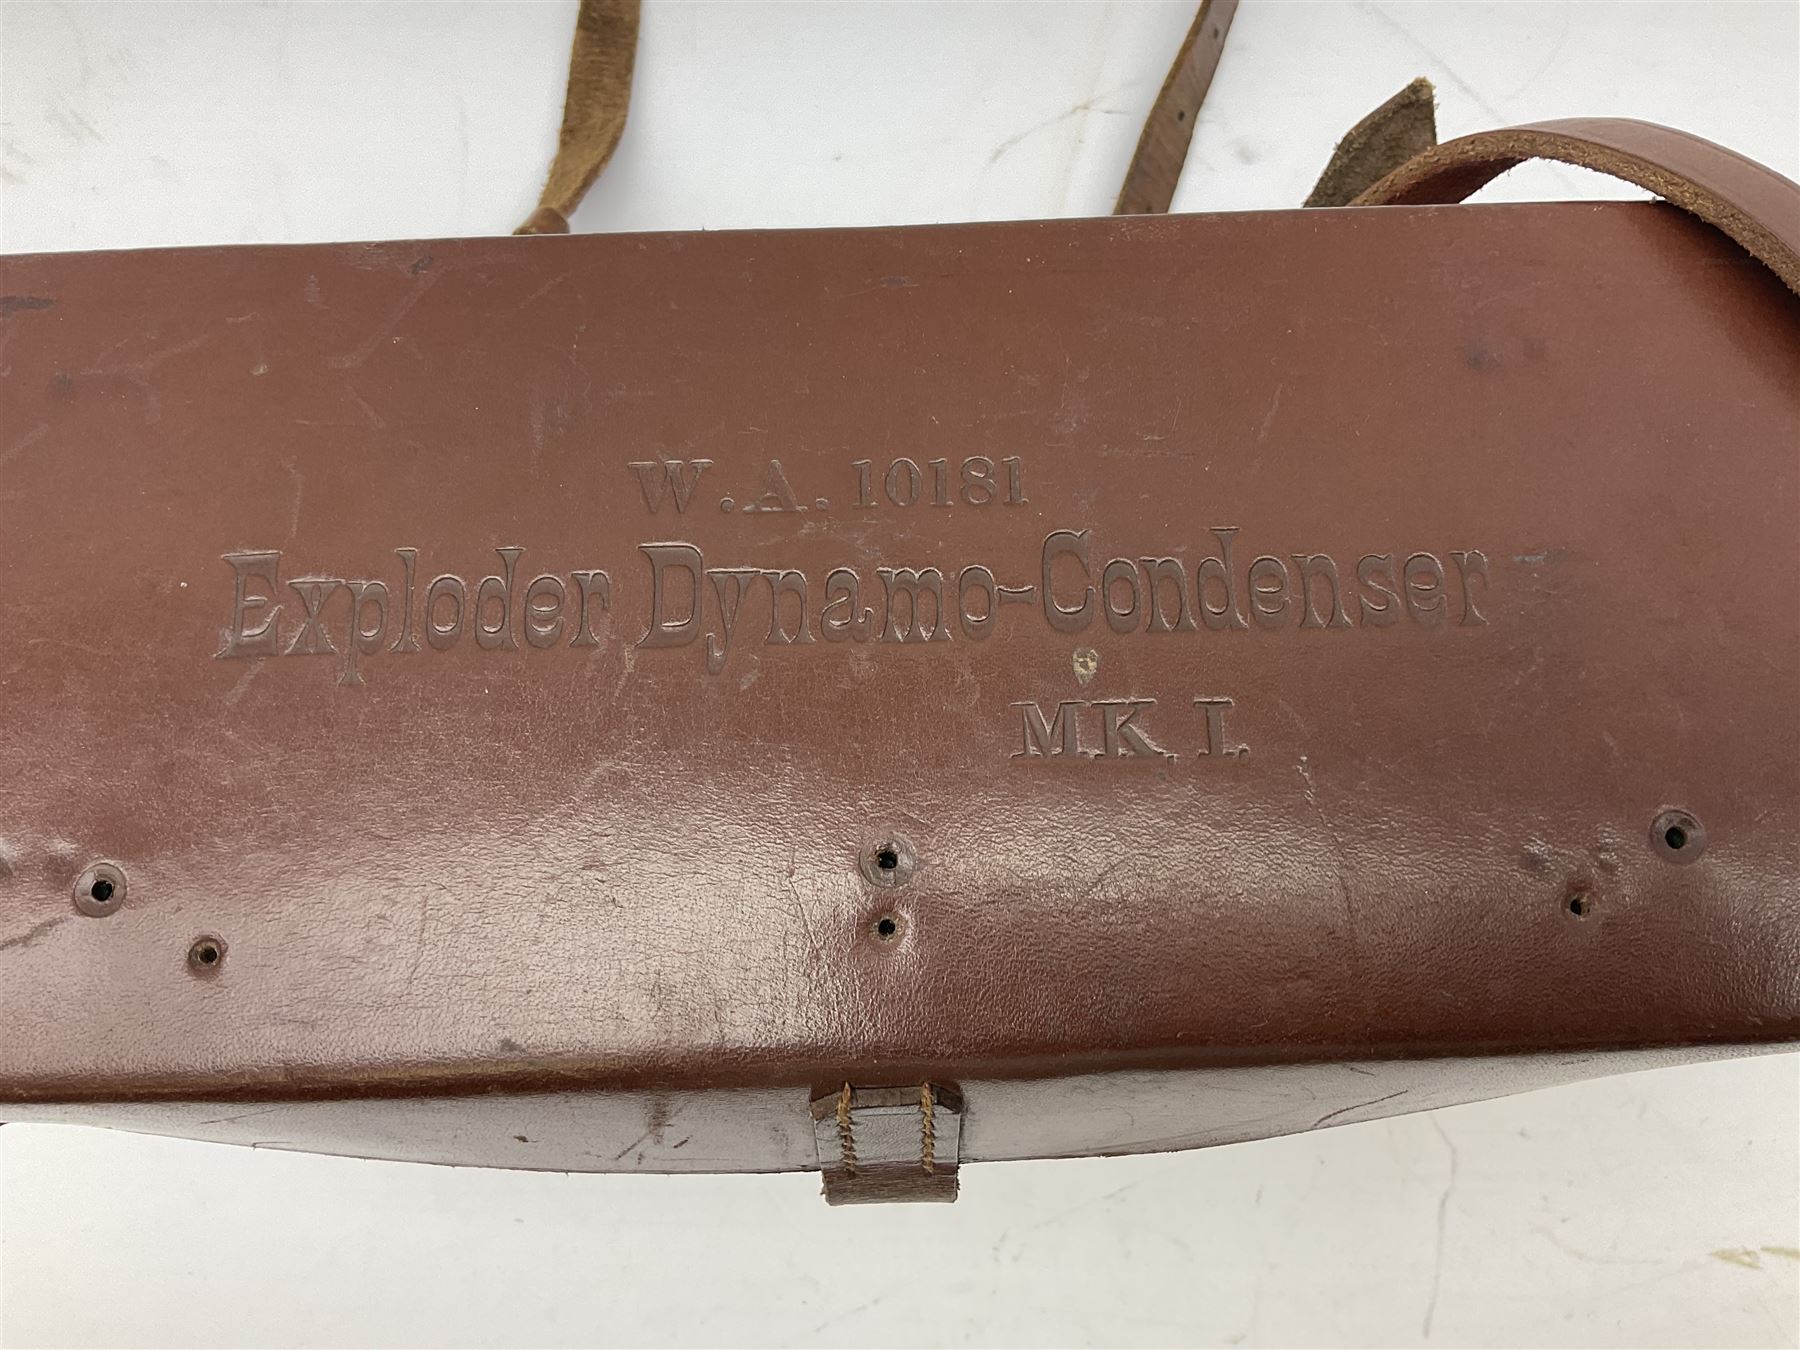 W.A. 10181
Exploder Dynamo-Condenser
MK. I.